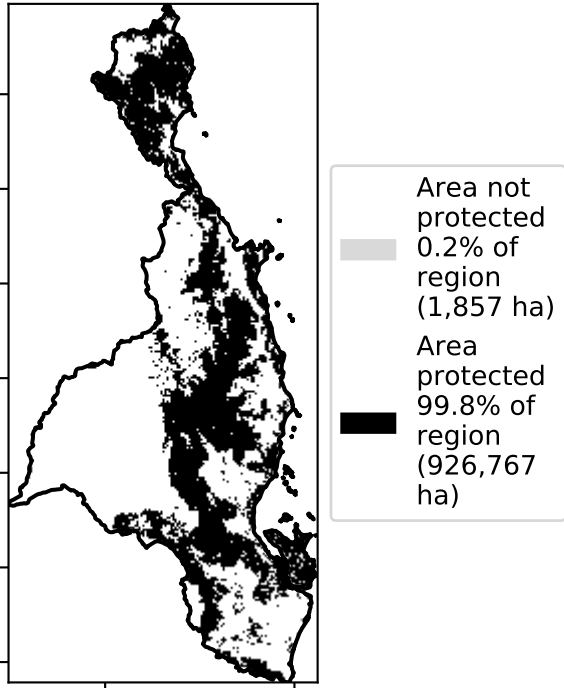 Area not
protected
0.2% of
region
(1,857 ha)
Area
protected
99.8% of
region
(926,767
ha)